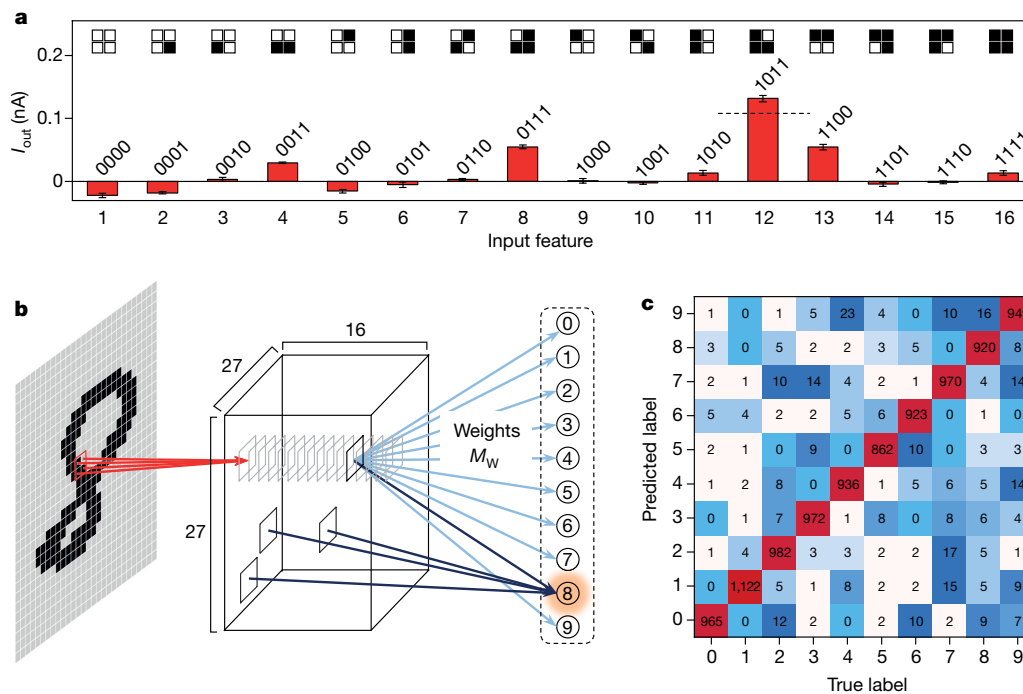 a
0.2
0.1
0
I_out (nA)
0000 0001 0010 0011 0100 0101 0110 0111 1000 1001 1010 1011 1100 1101 1110 1111
1 2 3 4 5 6 7 8 9 10 11 12 13 14 15 16
Input feature
b
16
27
27
Weights
M_W
0
1
2
3
4
5
6
7
8
9
c
Predicted label
9 1 0 1 5 23 4 0 10 16 94
8 3 0 5 2 2 3 5 0 920 8
7 2 1 10 14 4 2 1 970 4 14
6 5 4 2 2 5 6 923 0 1 0
5 2 1 0 9 0 862 10 0 3 3
4 1 2 8 0 936 1 5 6 5 14
3 0 1 7 972 1 8 0 8 6 4
2 1 4 982 3 3 2 2 17 5 1
1 0 1,122 5 1 8 2 2 15 5 9
0 965 0 12 2 0 2 10 2 9 7
0 1 2 3 4 5 6 7 8 9
True label